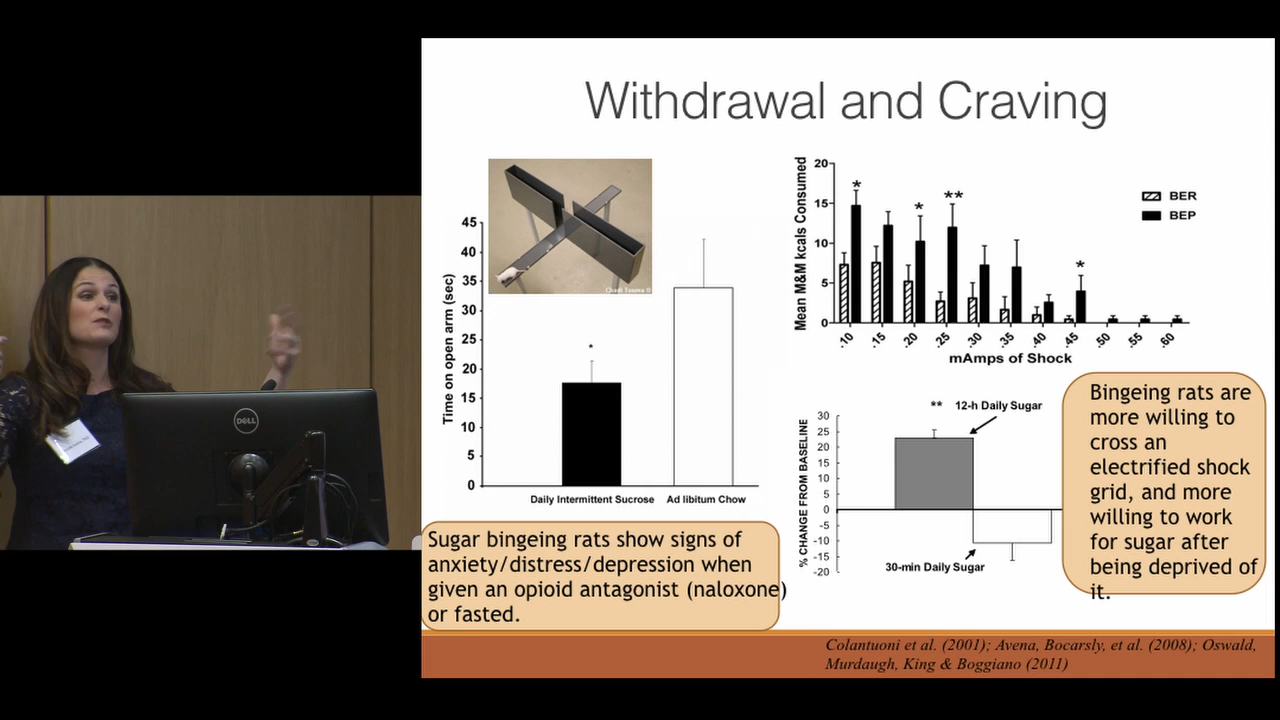 Withdrawal and Craving
Time on open arm (sec)
45
40
35
30
25
20
15
10
5
0
*
Daily Intermittent Sucrose
Ad libitum Chow
Mean M&M kcals Consumed
20
15
10
5
0
*
*
**
*
BER
BEP
.10 .15 .20 .25 .30 .35 .40 .45 .50 .55 .60
mAmps of Shock
% CHANGE FROM BASELINE
30
25
20
15
10
5
0
-5
-10
-15
-20
** 12-h Daily Sugar
30-min Daily Sugar
Sugar bingeing rats show signs of
anxiety/distress/depression when
given an opioid antagonist (naloxone)
or fasted.
Bingeing rats are
more willing to
cross an
electrified shock
grid, and more
willing to work
for sugar after
being deprived of
it.
Colantuoni et al. (2001); Avena, Bocarsly, et al. (2008); Oswald,
Murdaugh, King & Boggiano (2011)
DELL